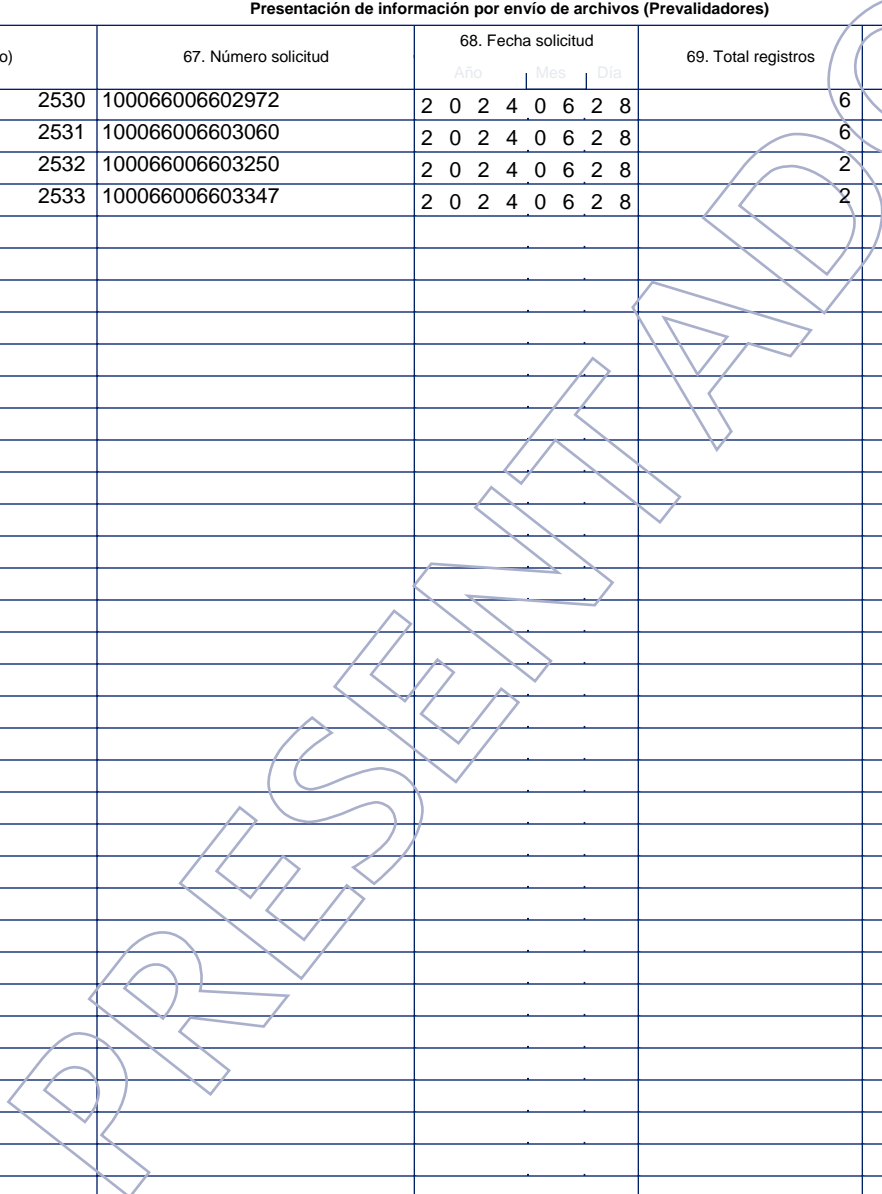 Presentación de información por envío de archivos (Prevalidadores)
o) 67. Número solicitud 68. Fecha solicitud 69. Total registros
Año Mes Día
2530 100066006602972 2 0 2 4 0 6 2 8 6
2531 100066006603060 2 0 2 4 0 6 2 8 6
2532 100066006603250 2 0 2 4 0 6 2 8 2
2533 100066006603347 2 0 2 4 0 6 2 8 2
PRESENTADO